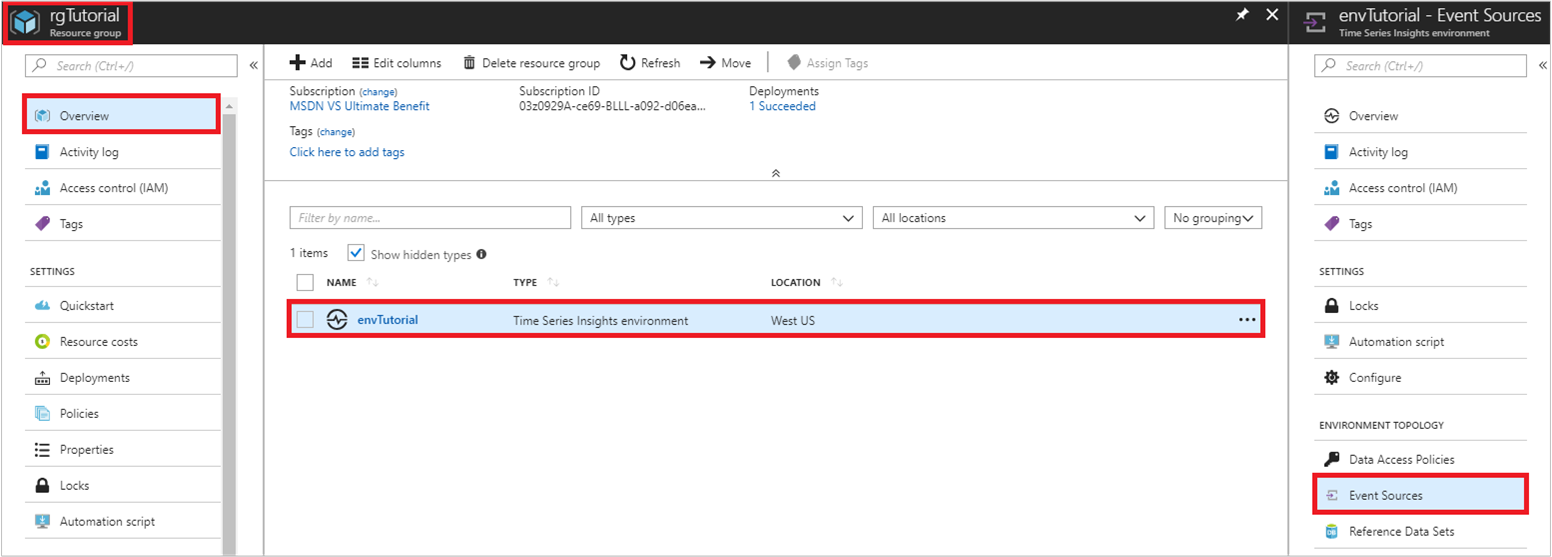 rgTutorial
Resource group
Search (Ctrl+/)
Overview
Activity log
Access control (IAM)
Tags
SETTINGS
Quickstart
Resource costs
Deployments
Policies
Properties
Locks
Automation script
Add Edit columns Delete resource group Refresh Move Assign Tags
Subscription (change) Subscription ID Deployments
MSDN VS Ultimate Benefit 03z0929A-ce69-BLLL-a092-d06ea... 1 Succeeded
Tags (change)
Click here to add tags
Filter by name... All types All locations No grouping
1 items Show hidden types
NAME TYPE LOCATION
envTutorial Time Series Insights environment West US
envTutorial - Event Sources
Time Series Insights environment
Search (Ctrl+/)
Overview
Activity log
Access control (IAM)
Tags
SETTINGS
Locks
Automation script
Configure
ENVIRONMENT TOPOLOGY
Data Access Policies
Event Sources
Reference Data Sets